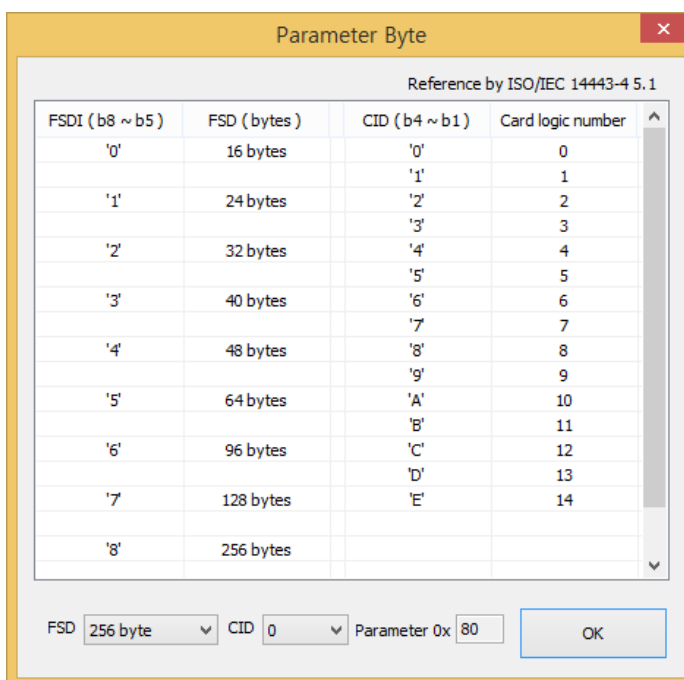 Parameter Byte
Reference by ISO/IEC 14443-4 5.1
FSDI ( b8 ~ b5 ) FSD ( bytes ) CID ( b4 ~ b1 ) Card logic number
'0' 16 bytes '0' 0
'1' 1
'1' 24 bytes '2' 2
'3' 3
'2' 32 bytes '4' 4
'5' 5
'3' 40 bytes '6' 6
'7' 7
'4' 48 bytes '8' 8
'9' 9
'5' 64 bytes 'A' 10
'B' 11
'6' 96 bytes 'C' 12
'D' 13
'7' 128 bytes 'E' 14
'8' 256 bytes
FSD 256 byte CID 0 Parameter 0x 80 OK